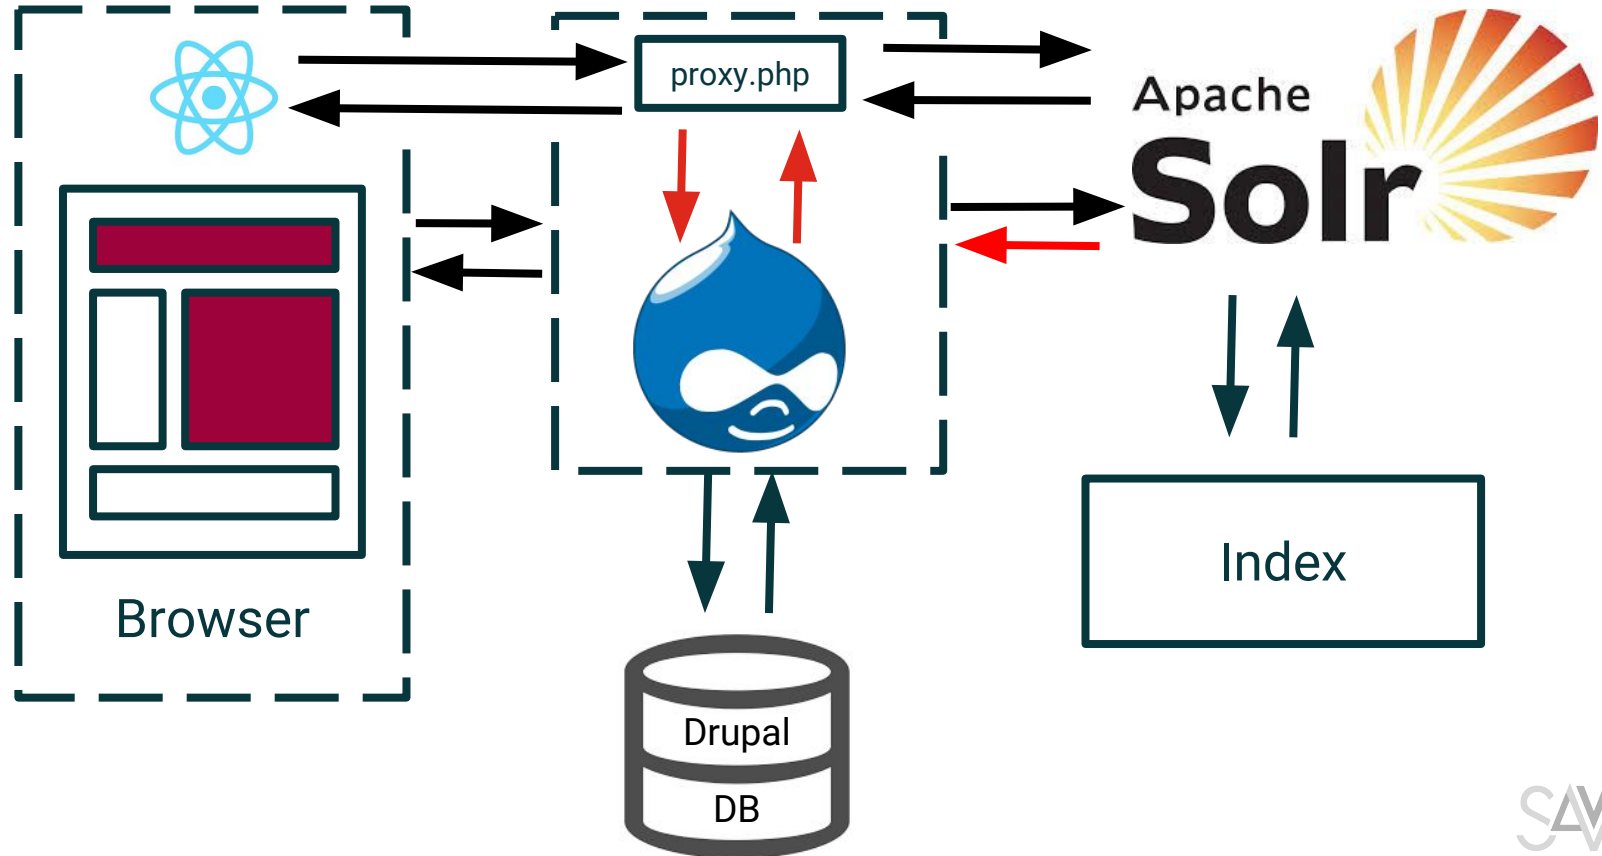 proxy.php
Apache
Solr
Browser
Index
Drupal
DB